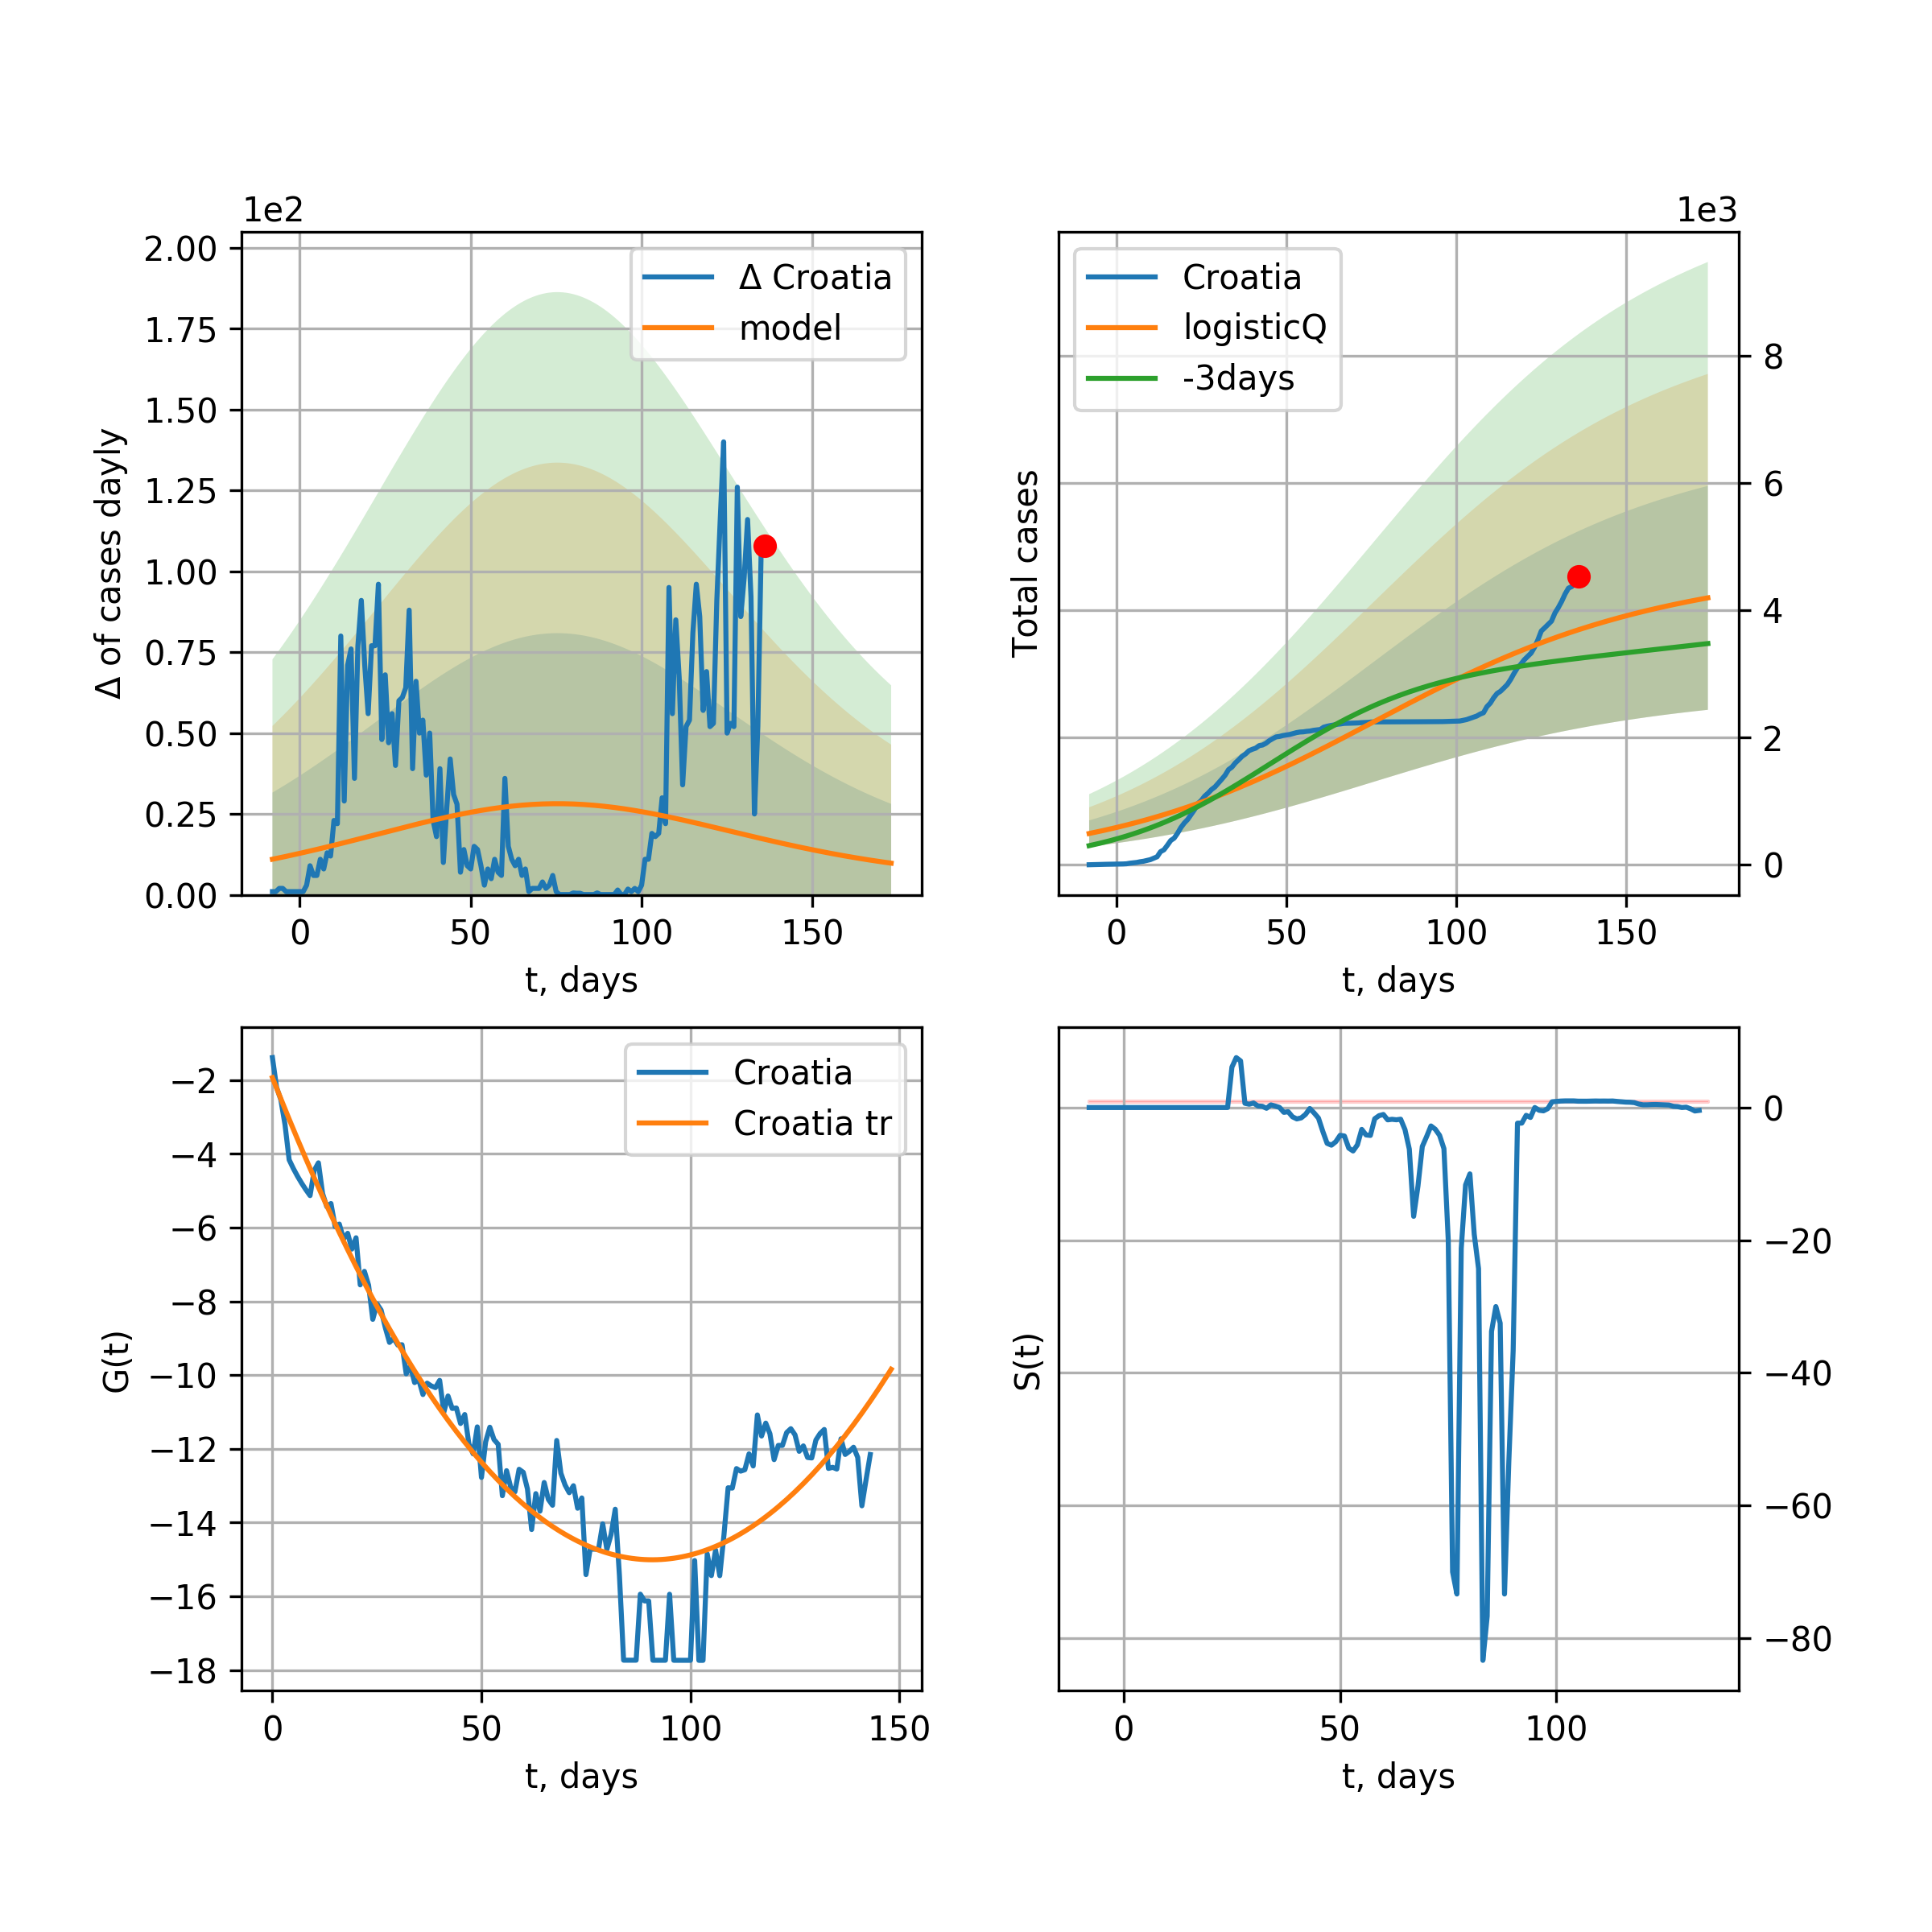 1e2
2.00
1.75
1.50
1.25
1.00
0.75
0.50
0.25
0.00
Δ of cases dayly
Δ Croatia
model
0
50
100
150
t, days
1e3
Croatia
logisticQ
-3days
Total cases
8
6
4
2
0
0
50
100
150
t, days
−2
−4
−6
−8
−10
−12
−14
−16
−18
G(t)
Croatia
Croatia tr
0
50
100
150
t, days
S(t)
0
−20
−40
−60
−80
0
50
100
t, days